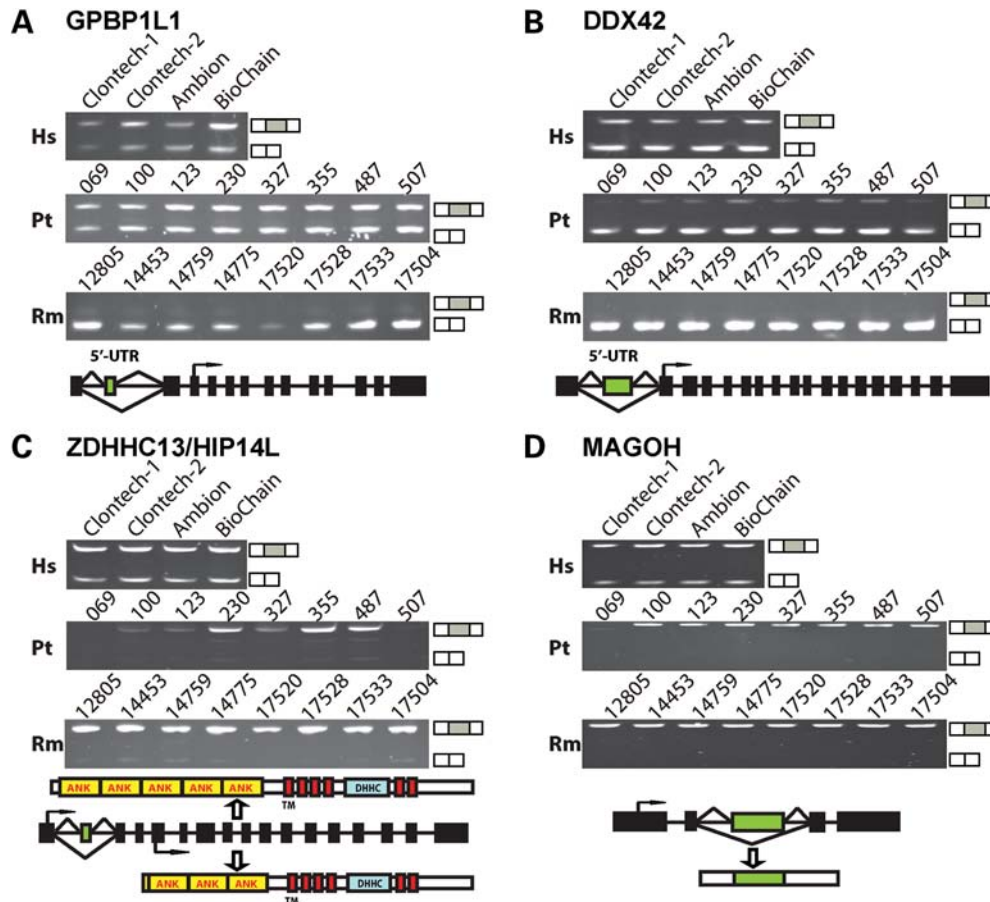 A GPBP1L1
Clontech-1 Clontech-2 Ambion BioChain
Hs
069 100 123 230 327 355 487 507
Pt
12805 14453 14759 14775 17520 17528 17533 17504
Rm
5′-UTR
B DDX42
Clontech-1 Clontech-2 Ambion BioChain
Hs
069 100 123 230 327 355 487 507
Pt
12805 14453 14759 14775 17520 17528 17533 17504
Rm
5′-UTR
C ZDHHC13/HIP14L
Clontech-1 Clontech-2 Ambion BioChain
Hs
069 100 123 230 327 355 487 507
Pt
12805 14453 14759 14775 17520 17528 17533 17504
Rm
ANK ANK ANK ANK ANK DHHC
TM
ANK ANK ANK DHHC
TM
D MAGOH
Clontech-1 Clontech-2 Ambion BioChain
Hs
069 100 123 230 327 355 487 507
Pt
12805 14453 14759 14775 17520 17528 17533 17504
Rm